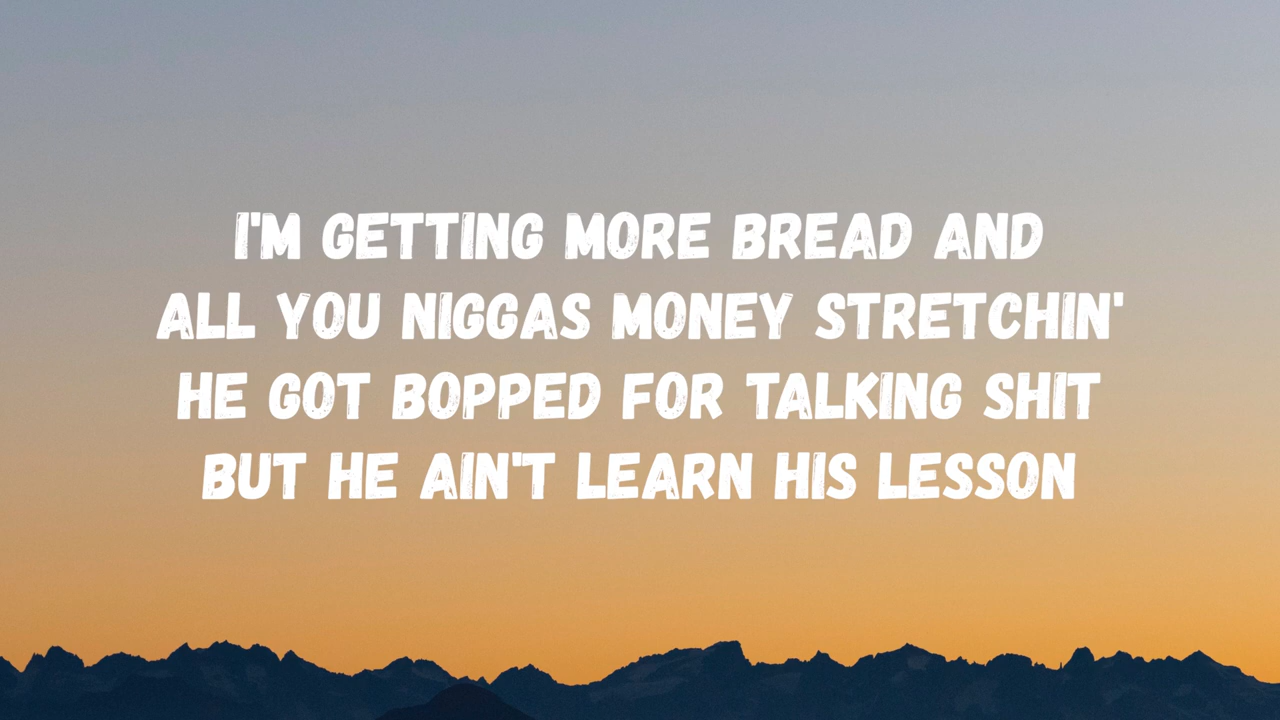 I'M GETTING MORE BREAD AND
ALL YOU NIGGAS MONEY STRETCHIN'
HE GOT BOPPED FOR TALKING SHIT
BUT HE AIN'T LEARN HIS LESSON